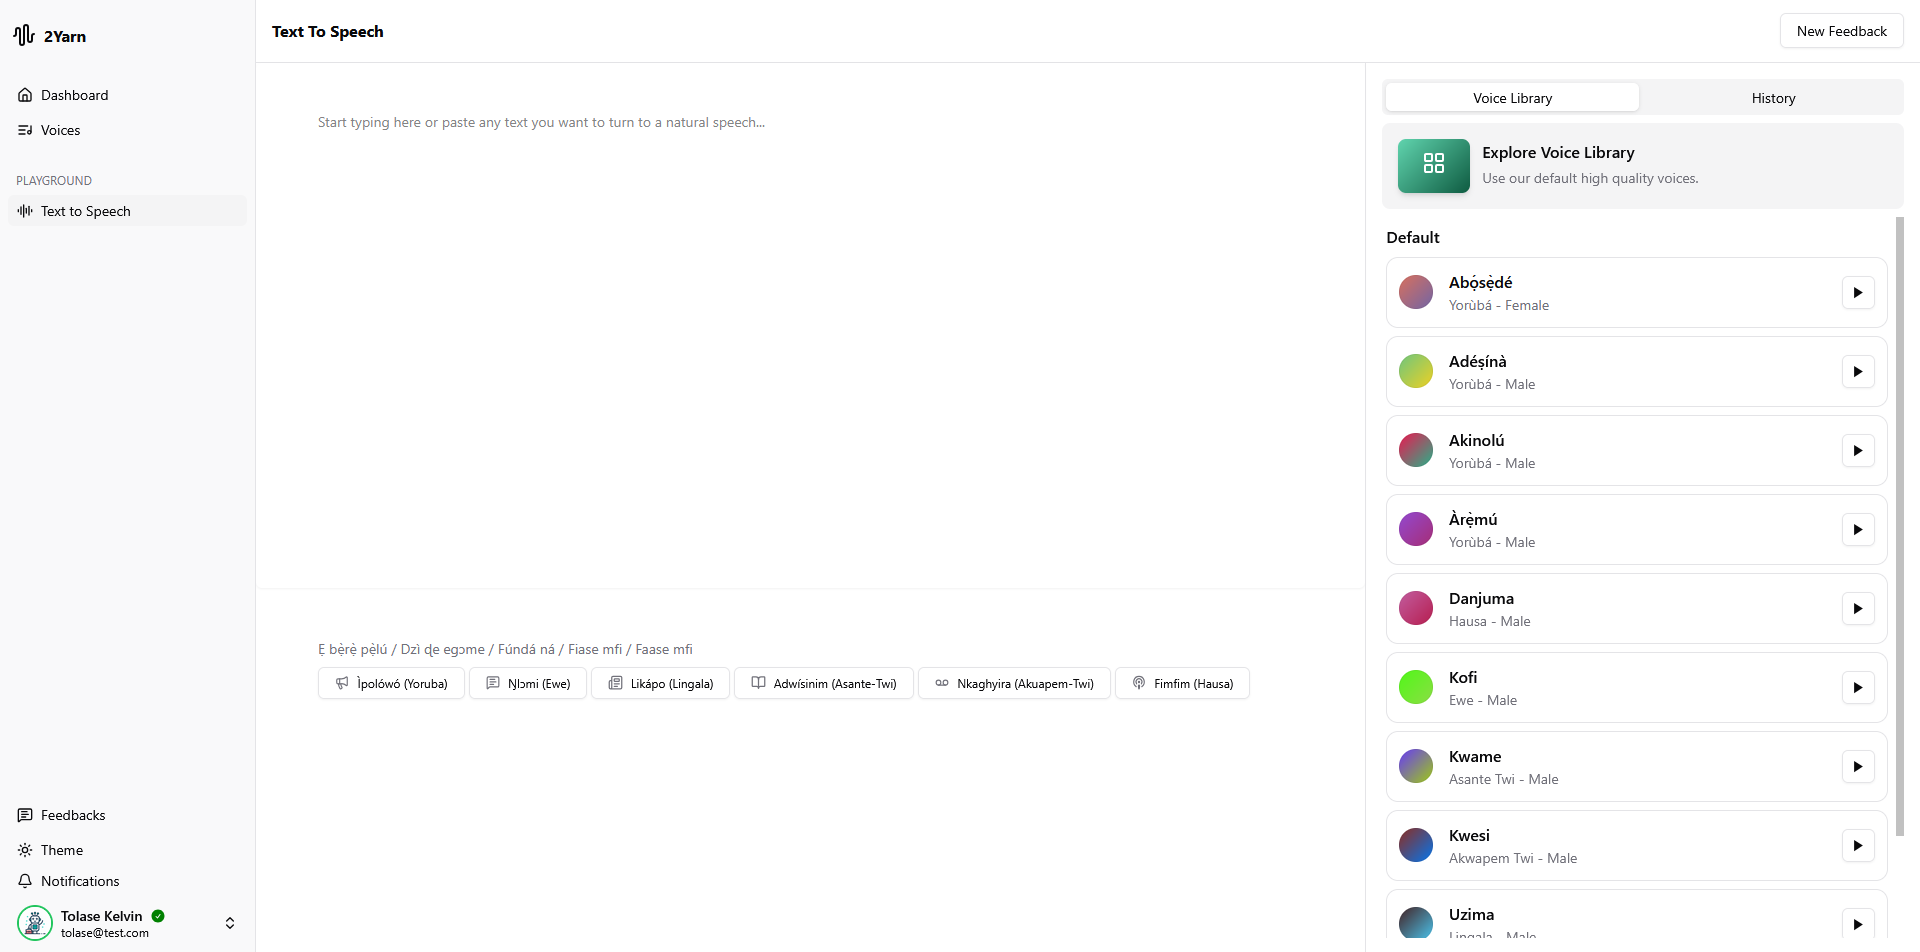 2Yarn
Dashboard
Voices
PLAYGROUND
Text to Speech
Feedbacks
Theme
Notifications
Tolase Kelvin
tolase@test.com
Text To Speech
New Feedback
Start typing here or paste any text you want to turn to a natural speech...
Ẹ bẹ̀rẹ̀ pẹ̀lú / Dzì ɖe egɔme / Fúndá ná / Fiase mfi / Faase mfi
Ìpolówó (Yoruba)
Ŋlɔmi (Ewe)
Likápo (Lingala)
Adwísinim (Asante-Twi)
Nkaghyira (Akuapem-Twi)
Fimfim (Hausa)
Voice Library
History
Explore Voice Library
Use our default high quality voices.
Default
Abọ́sẹ̀dé
Yorùbá - Female
Adéṣínà
Yorùbá - Male
Akinolú
Yorùbá - Male
Àrẹ̀mú
Yorùbá - Male
Danjuma
Hausa - Male
Kofi
Ewe - Male
Kwame
Asante Twi - Male
Kwesi
Akwapem Twi - Male
Uzima
Lingala - Male